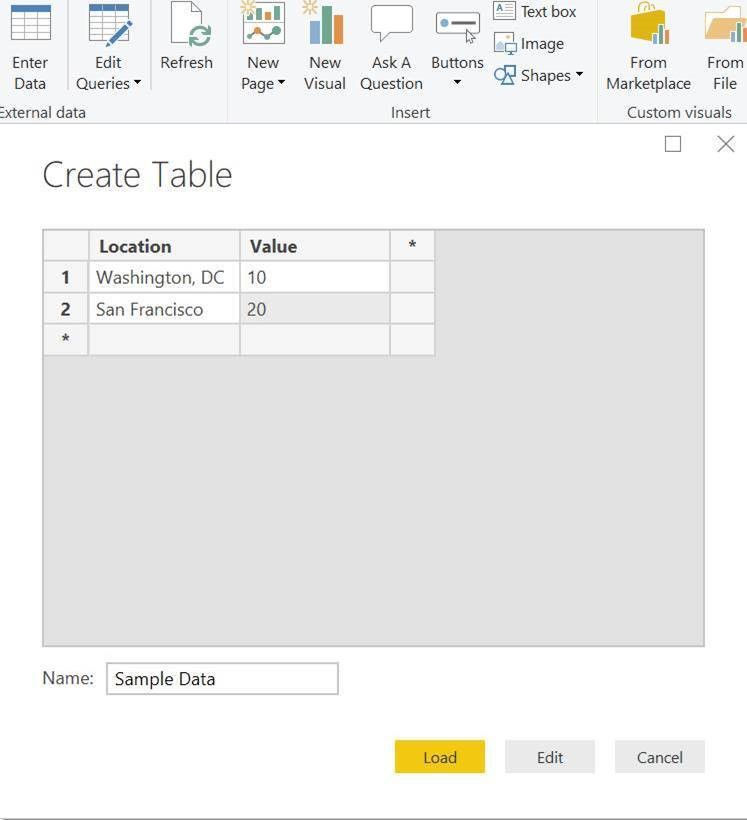 Enter Data
Edit Queries
Refresh
New Page
New Visual
Ask A Question
Buttons
A
Text box
Image
Shapes
From Marketplace
From File
External data
Insert
Custom visuals
Create Table
Location Value *
1 Washington, DC 10
2 San Francisco 20
*
Name: Sample Data
Load Edit Cancel